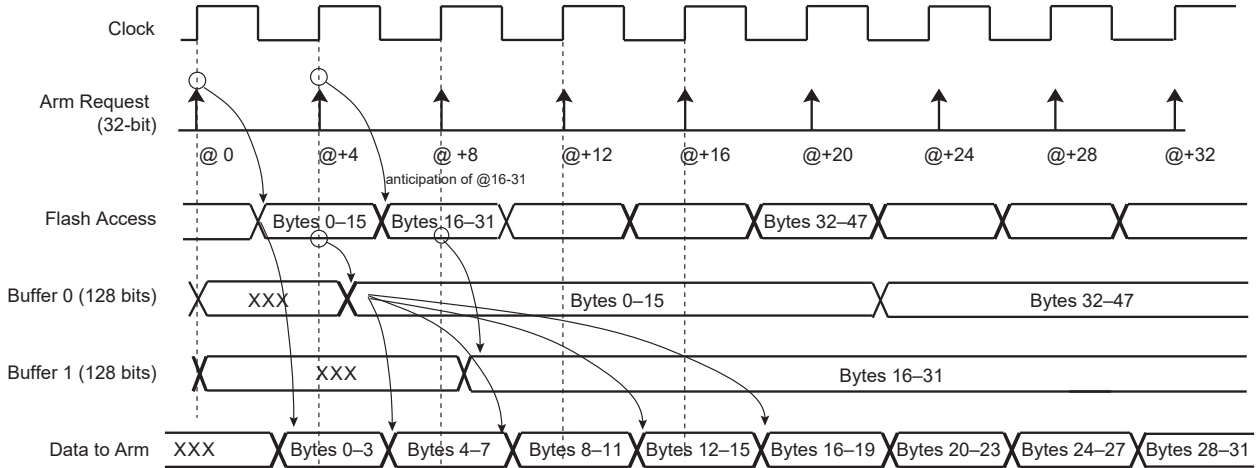 Clock
Arm Request
(32-bit)
@ 0
@+4
@ +8
@+12
@+16
@+20
@+24
@+28
@+32
anticipation of @16-31
Flash Access
Bytes 0–15
Bytes 16–31
Bytes 32–47
Buffer 0 (128 bits)
XXX
Bytes 0–15
Bytes 32–47
Buffer 1 (128 bits)
XXX
Bytes 16–31
Data to Arm
XXX
Bytes 0–3
Bytes 4–7
Bytes 8–11
Bytes 12–15
Bytes 16–19
Bytes 20–23
Bytes 24–27
Bytes 28–31